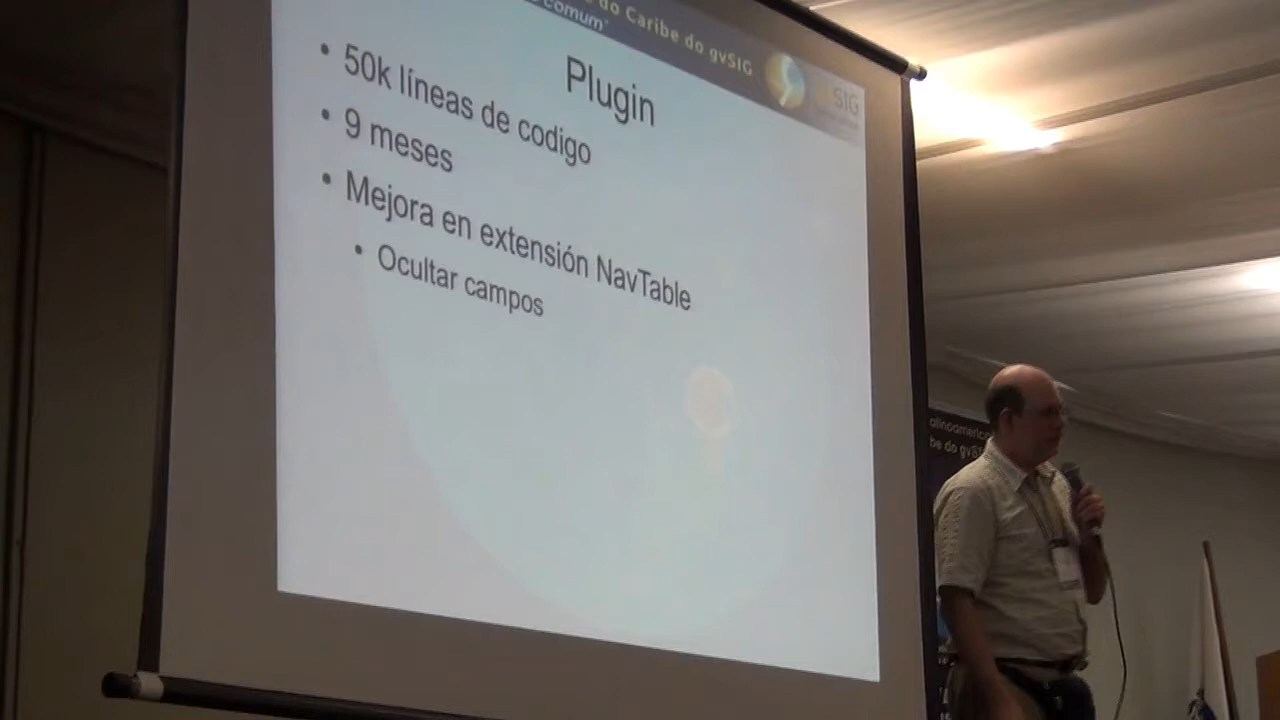 do Caribe do gvSIG
comum"
SIG
Plugin
• 50k líneas de codigo
• 9 meses
• Mejora en extensión NavTable
• Ocultar campos
be do gvS